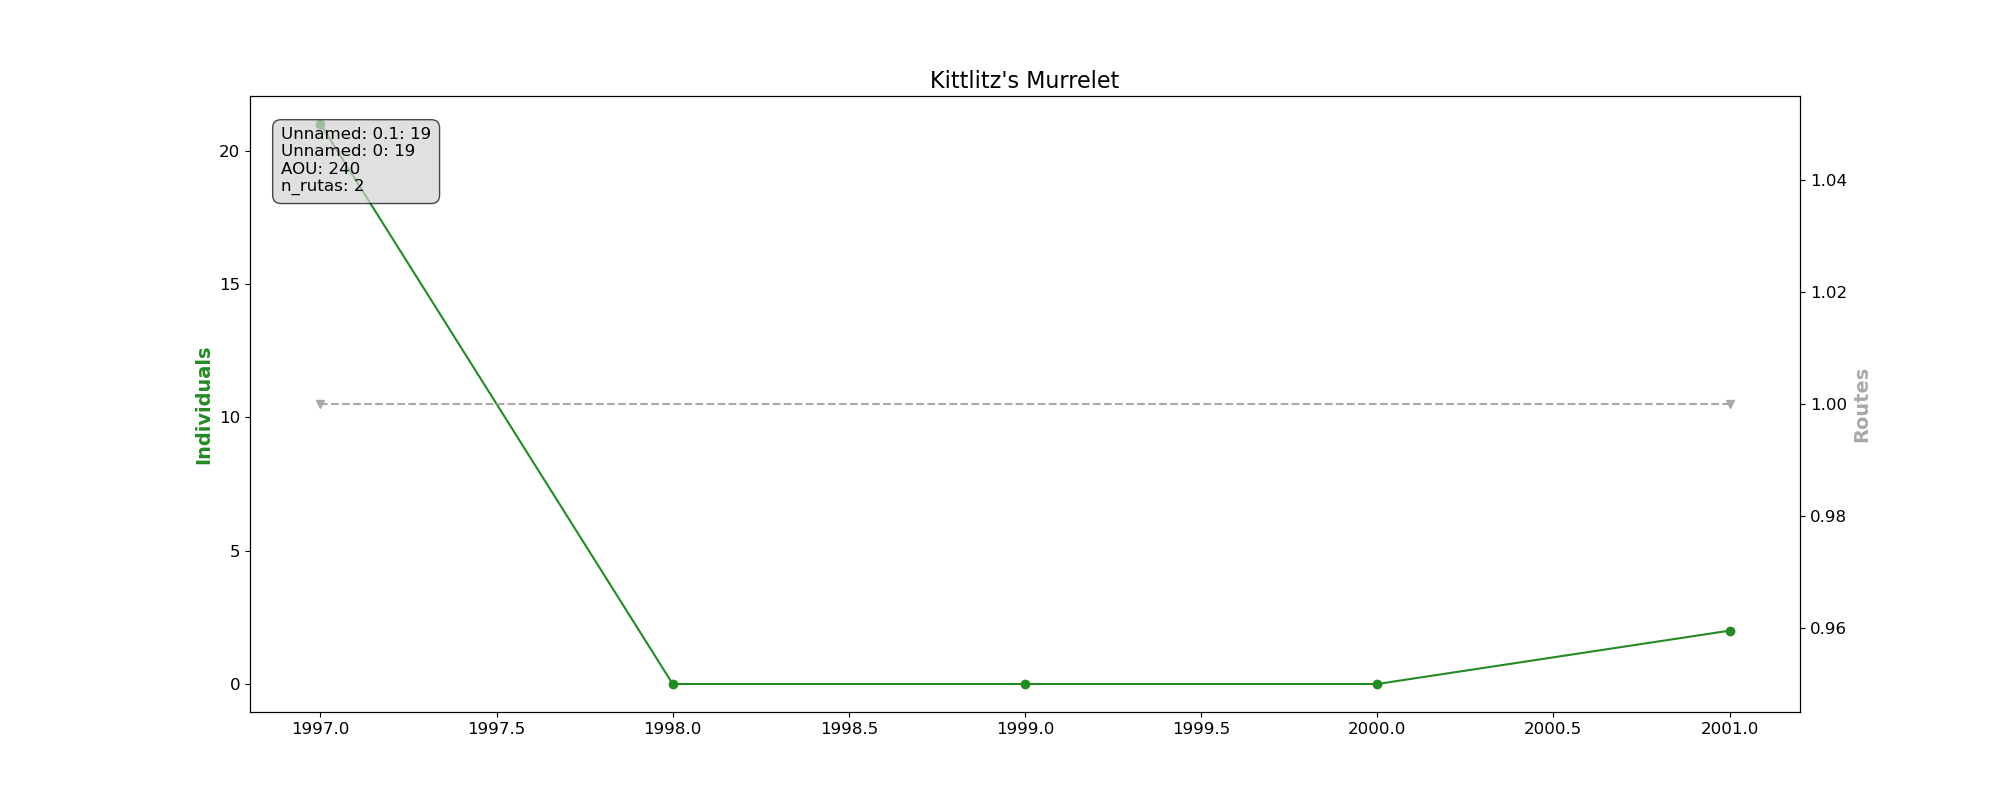 Kittlitz's Murrelet
Unnamed: 0.1: 19
Unnamed: 0: 19
AOU: 240
n_rutas: 2
20
15
10
5
0
Individuals
1.04
1.02
1.00
0.98
0.96
Routes
1997.0 1997.5 1998.0 1998.5 1999.0 1999.5 2000.0 2000.5 2001.0